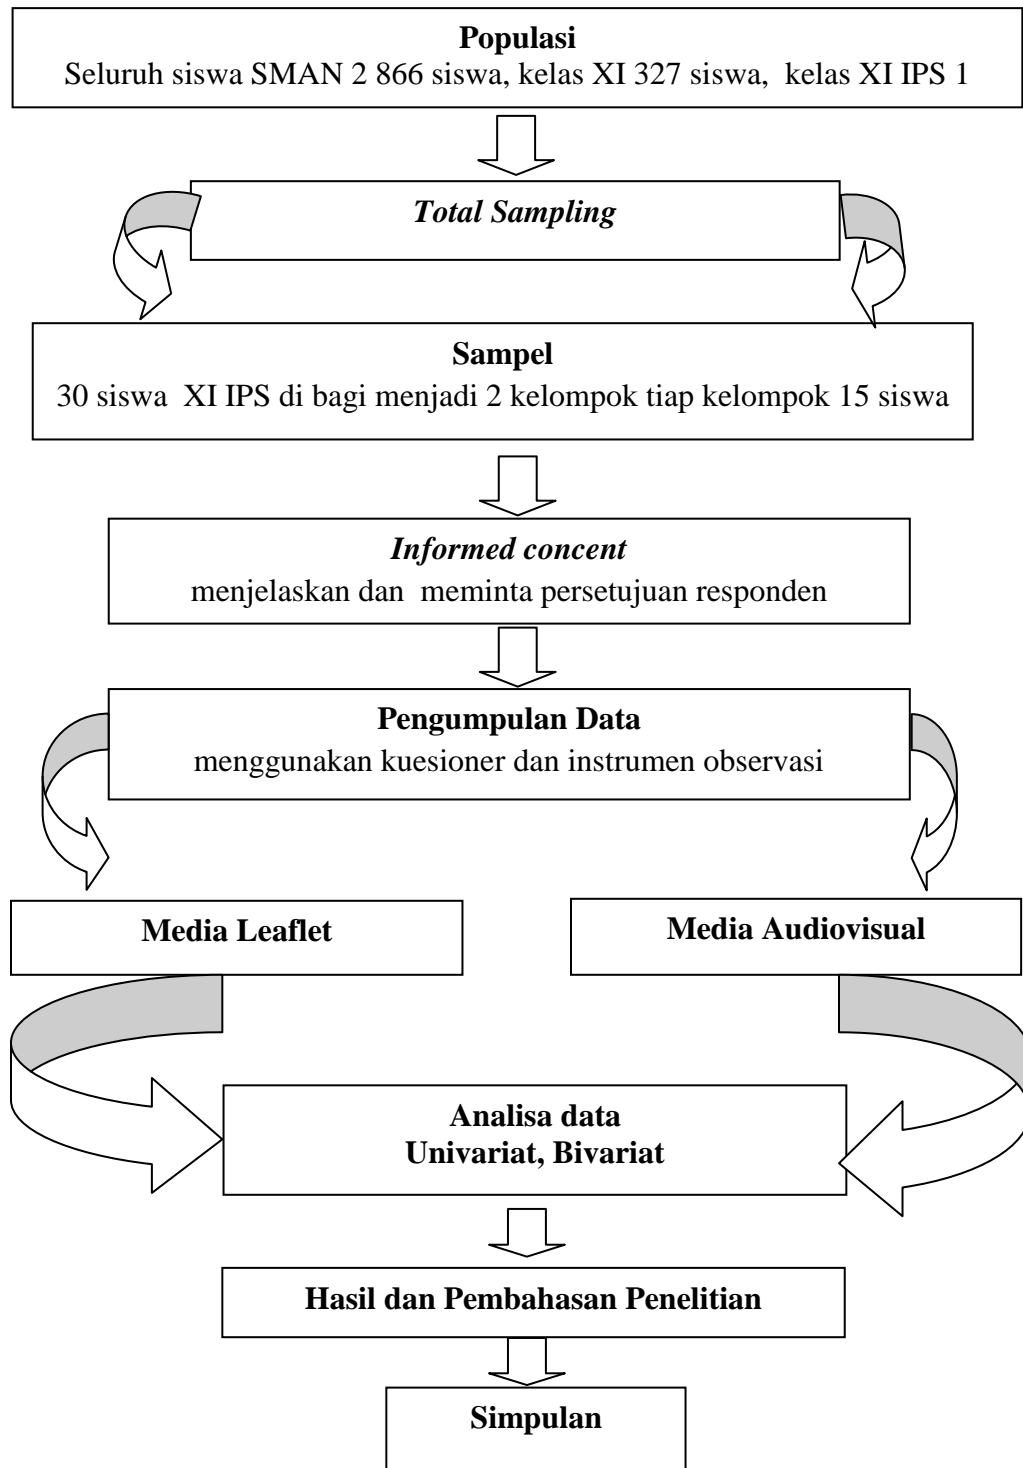 Populasi
Seluruh siswa SMAN 2 866 siswa, kelas XI 327 siswa, kelas XI IPS 1
Total Sampling
Sampel
30 siswa XI IPS di bagi menjadi 2 kelompok tiap kelompok 15 siswa
Informed concent
menjelaskan dan meminta persetujuan responden
Pengumpulan Data
menggunakan kuesioner dan instrumen observasi
Media Leaflet
Media Audiovisual
Analisa data
Univariat, Bivariat
Hasil dan Pembahasan Penelitian
Simpulan